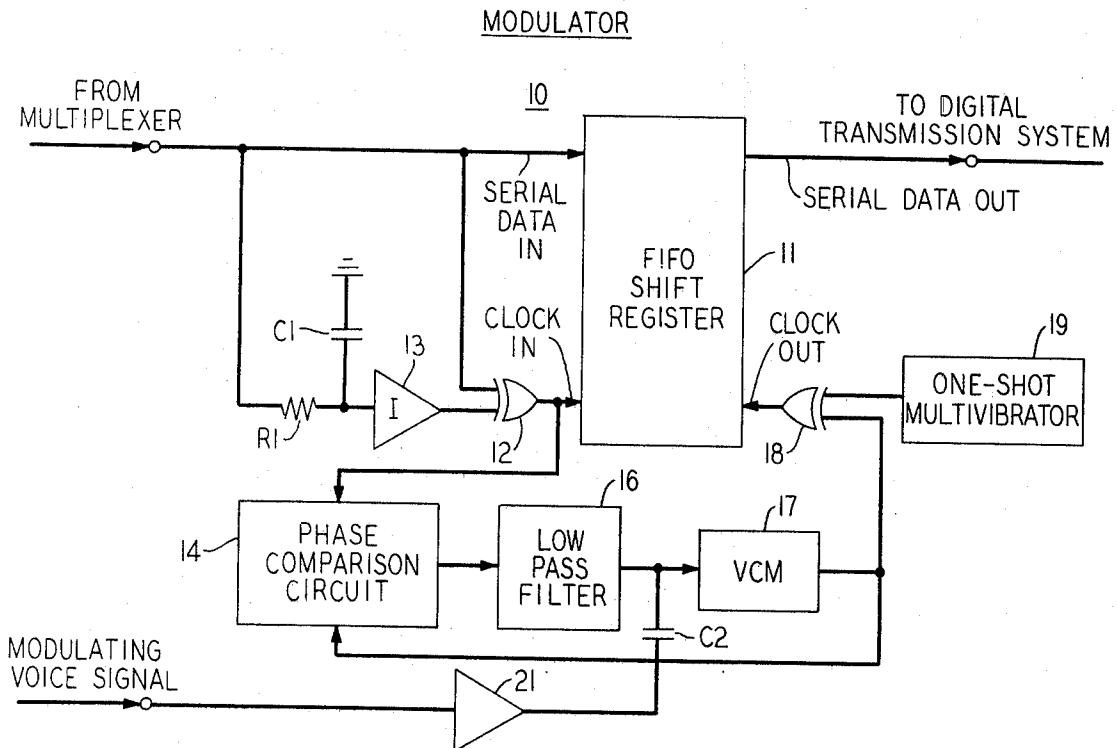 MODULATOR
FROM
MULTIPLEXER
10
TO DIGITAL
TRANSMISSION SYSTEM
SERIAL
DATA
IN
SERIAL DATA OUT
FIFO
SHIFT
REGISTER
11
C1
13
I
R1
CLOCK
IN
12
CLOCK
OUT
18
19
ONE-SHOT
MULTIVIBRATOR
14
PHASE
COMPARISON
CIRCUIT
16
LOW
PASS
FILTER
17
VCM
C2
MODULATING
VOICE SIGNAL
21